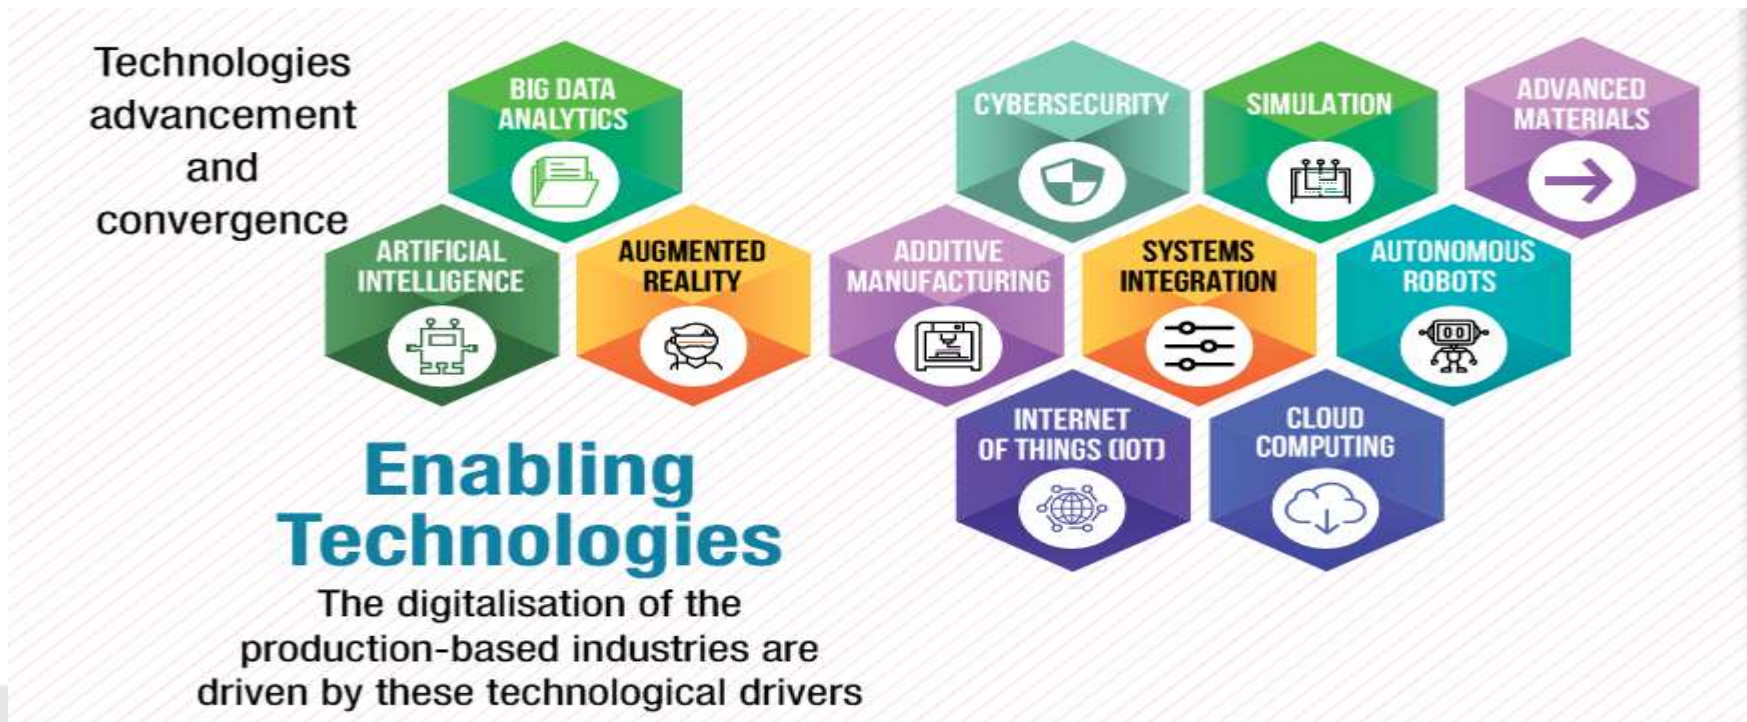 Technologies
advancement
and
convergence
BIG DATA
ANALYTICS
CYBERSECURITY
SIMULATION
ADVANCED
MATERIALS
ARTIFICIAL
INTELLIGENCE
AUGMENTED
REALITY
ADDITIVE
MANUFACTURING
SYSTEMS
INTEGRATION
AUTONOMOUS
ROBOTS
INTERNET
OF THINGS (IOT)
CLOUD
COMPUTING
Enabling
Technologies
The digitalisation of the
production-based industries are
driven by these technological drivers